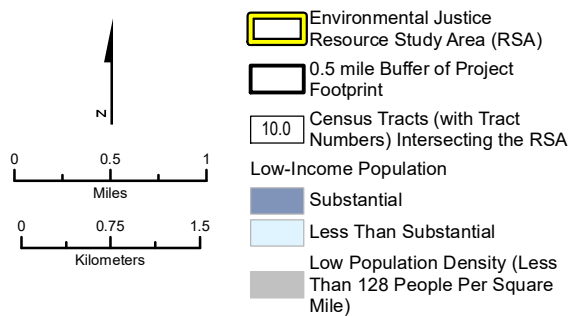 N
0 0.5 1
Miles
0 0.75 1.5
Kilometers
Environmental Justice
Resource Study Area (RSA)
0.5 mile Buffer of Project
Footprint
10.0
Census Tracts (with Tract
Numbers) Intersecting the RSA
Low-Income Population
Substantial
Less Than Substantial
Low Population Density (Less
Than 128 People Per Square
Mile)